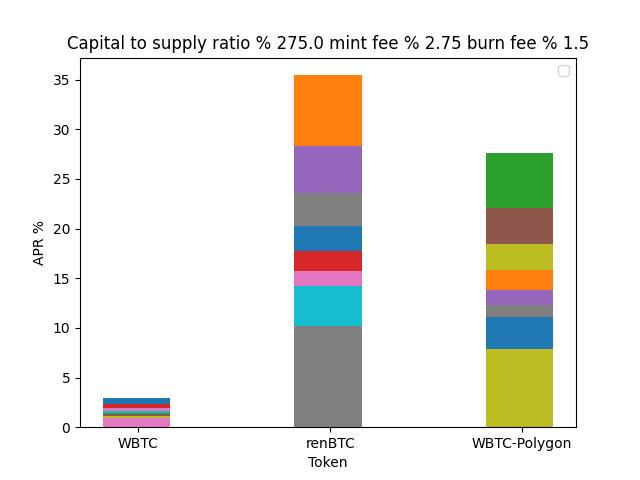 Capital to supply ratio % 275.0 mint fee % 2.75 burn fee % 1.5
35
30
25
20
15
10
5
0
APR %
WBTC
renBTC
WBTC-Polygon
Token